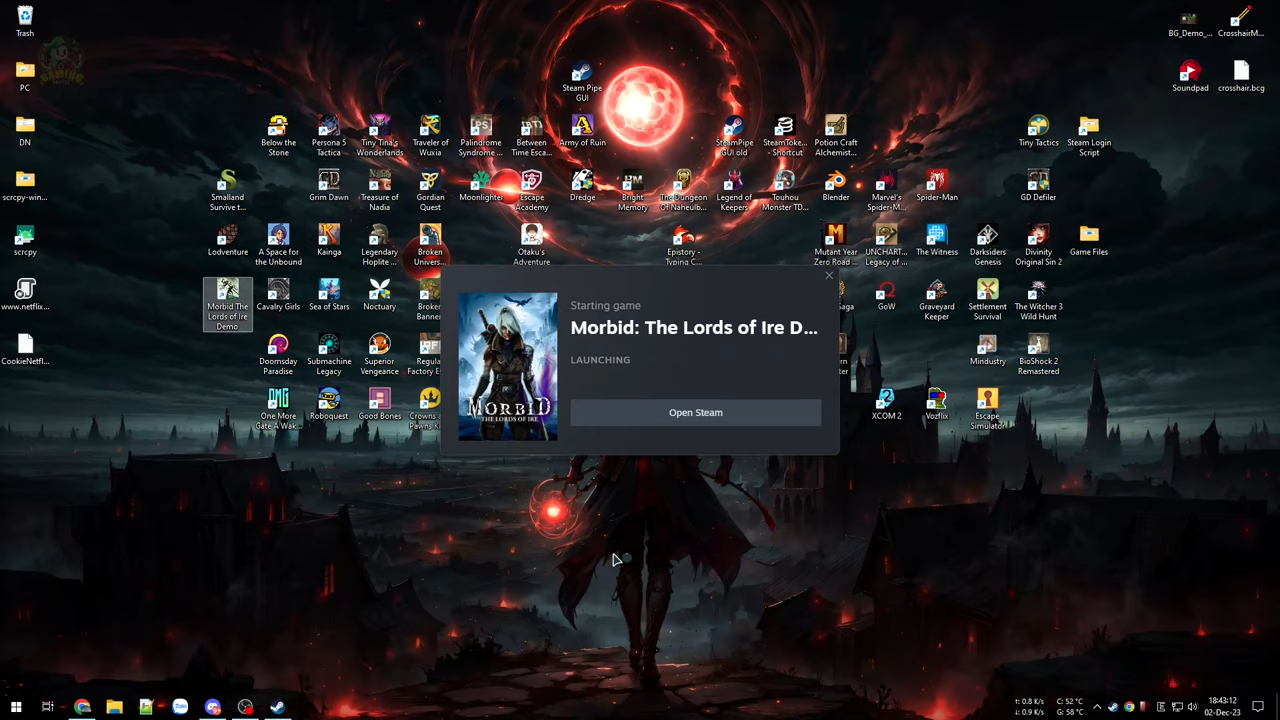 Trash
BG_Demo_...
CrosshairM...
GAMING
PC
Steam Pipe
GUI
Soundpad
crosshair.bcg
DN
Below the
Stone
Persona 5
Tactica
Tiny Tina's
Wonderlands
Traveler of
Wuxia
Palindrome
Syndrome ...
Between
Time Esca...
Army of Ruin
SteamPipe
GUI old
SteamToke...
- Shortcut
Potion Craft
Alchemist...
Tiny Tactics
Steam Login
Script
scrcpy-win...
Smalland
Survive t...
Grim Dawn
Treasure of
Nadia
Gordian
Quest
Moonlighter
Escape
Academy
Dredge
Bright
Memory
The Dungeon
Of Naheulb...
Legend of
Keepers
Touhou
Monster TD...
Blender
Marvel's
Spider-M...
Spider-Man
GD Defiler
scrcpy
Lodventure
A Space for
the Unbound
Kainga
Legendary
Hoplite ...
Broken
Univers...
Otaku's
Adventure
Epistory -
Typing C...
Mutant Year
Zero Road ...
UNCHART...
Legacy of ...
The Witness
Darksiders
Genesis
Divinity
Original Sin 2
Game Files
www.netflix...
Morbid The
Lords of Ire
Demo
Cavalry Girls
Sea of Stars
Noctuary
GoW
Graveyard
Keeper
Settlement
Survival
The Witcher 3
Wild Hunt
Starting game
Morbid: The Lords of Ire D...
LAUNCHING
Open Steam
MORBID
THE LORDS OF IRE
CookieNetfl...
Doomsday
Paradise
Submachine
Legacy
Superior
Vengeance
Mindustry
BioShock 2
Remastered
One More
Gate A Wak...
Roboquest
Good Bones
XCOM 2
Vozflix
Escape
Simulator
Zalo
↑: 0.8 K/s
↓: 0.9 K/s
C: 52 °C
G: 58 °C
18:43:12
02-Dec-23